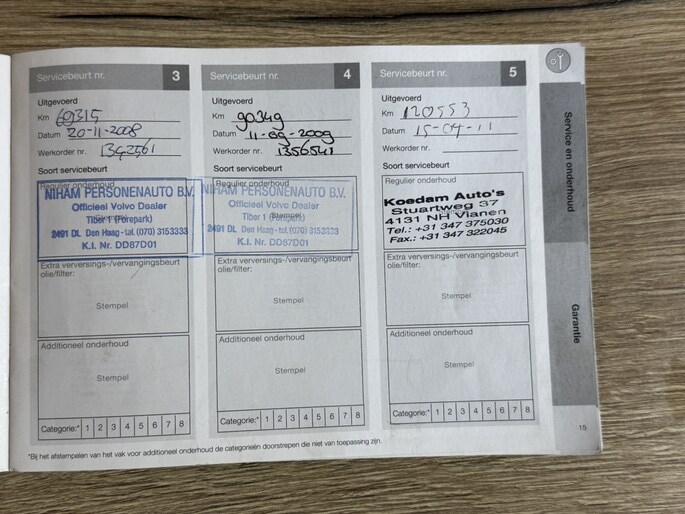 Servicebeurt nr. 3
Uitgevoerd
Km 60315
Datum 20-11-2008
Werkorder nr. 1342561
Soort servicebeurt
Regulier onderhoud
NIHAM PERSONENAUTO B.V.
Officieel Volvo Dealer
Tiber 1 (Forepark)
2491 DL Den Haag - tel. (070) 3153333
K.I. Nr. DD87D01
Extra verversings-/vervangingsbeurt
olie/filter:
Stempel
Additioneel onderhoud
Stempel
Categorie:* 1 2 3 4 5 6 7 8
Servicebeurt nr. 4
Uitgevoerd
Km 90349
Datum 11-09-2009
Werkorder nr. 1356541
Soort servicebeurt
Regulier onderhoud
NIHAM PERSONENAUTO B.V.
Officieel Volvo Dealer
Tiber 1 (Forepark)
Stempel
2491 DL Den Haag - tel. (070) 3153333
K.I. Nr. DD87D01
Extra verversings-/vervangingsbeurt
olie/filter:
Stempel
Additioneel onderhoud
Stempel
Categorie:* 1 2 3 4 5 6 7 8
Servicebeurt nr. 5
Uitgevoerd
Km 120553
Datum 15-04-11
Werkorder nr.
Soort servicebeurt
Regulier onderhoud
Koedam Auto's
Stuartweg 37
4131 NH Vianen
Tel.: +31 347 375030
Fax.: +31 347 322045
Extra verversings-/vervangingsbeurt
olie/filter:
Stempel
Additioneel onderhoud
Stempel
Categorie:* 1 2 3 4 5 6 7 8
*Bij het afstempelen van het vak voor additioneel onderhoud de categorieën doorstrepen die niet van toepassing zijn.
Service en onderhoud
Garantie
15